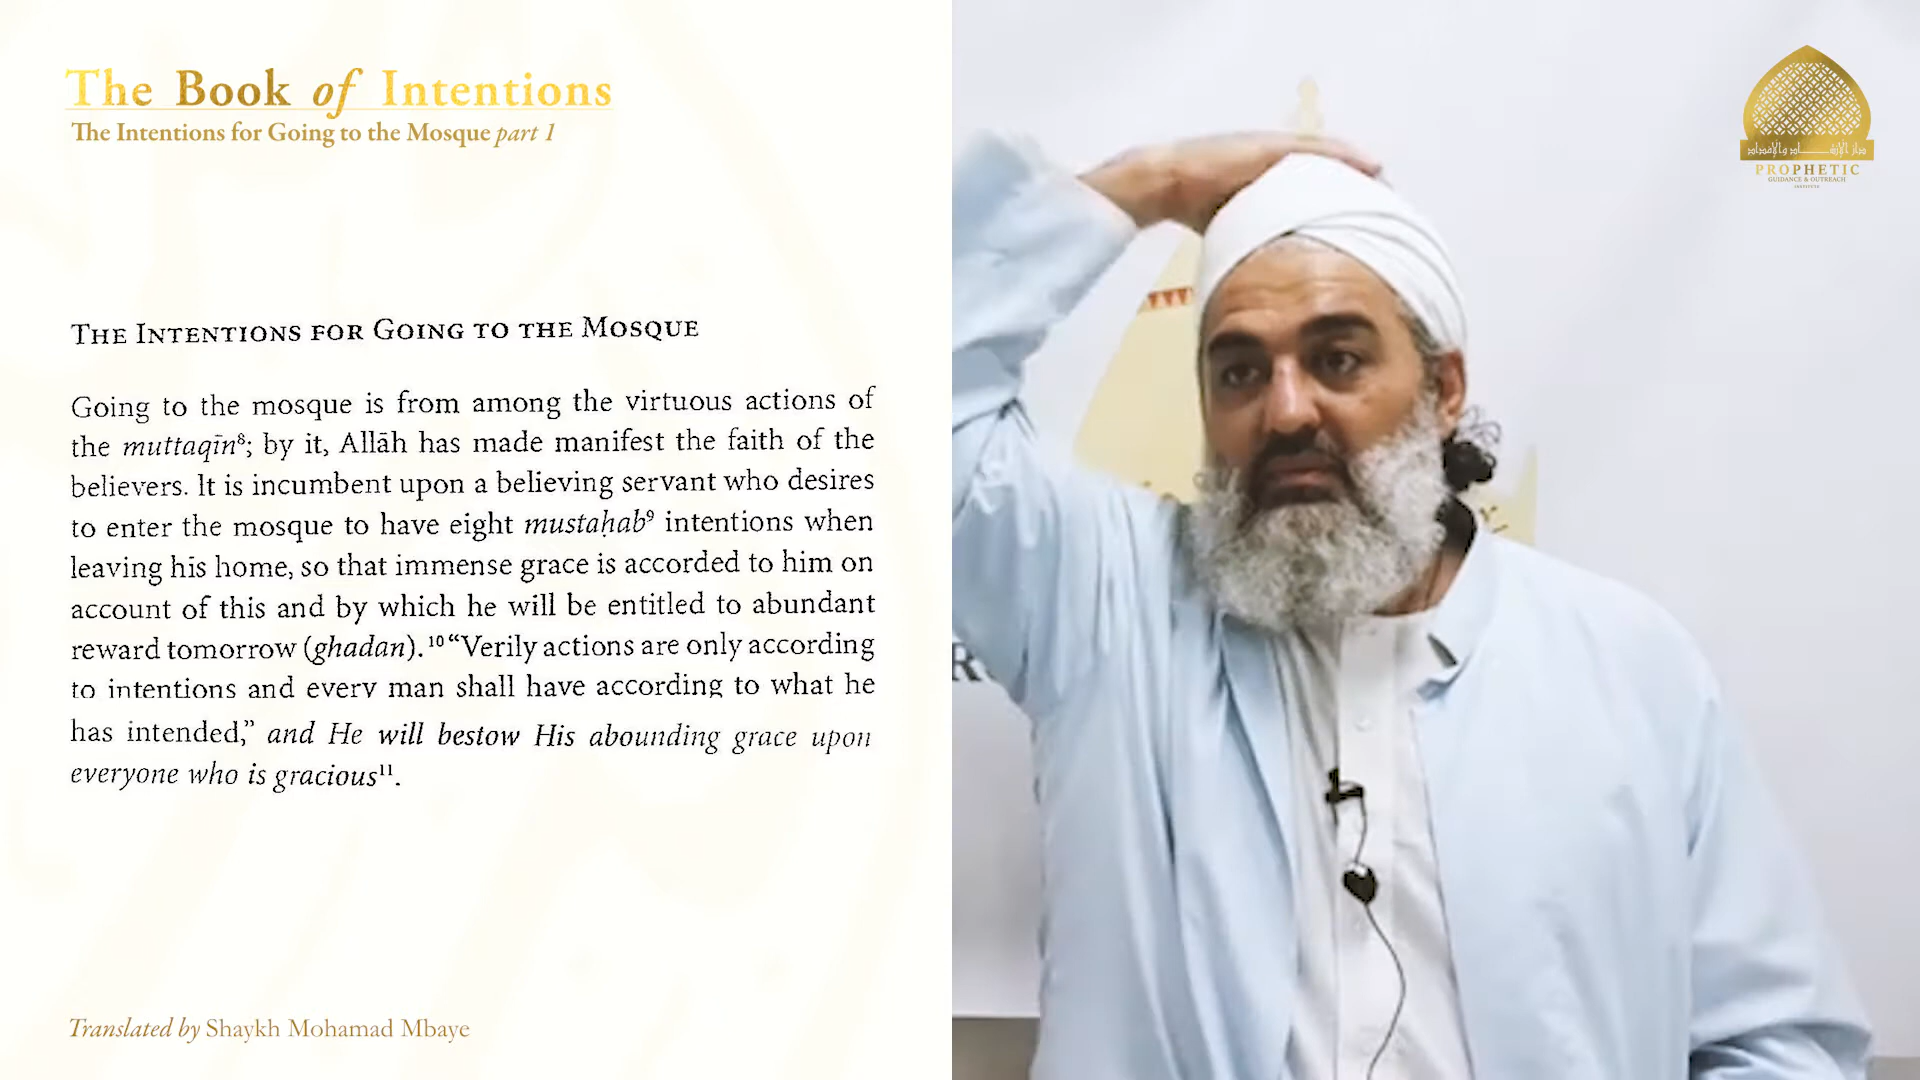 The Book of Intentions
The Intentions for Going to the Mosque part 1
THE INTENTIONS FOR GOING TO THE MOSQUE
Going to the mosque is from among the virtuous actions of
the muttaqīn⁸; by it, Allāh has made manifest the faith of the
believers. It is incumbent upon a believing servant who desires
to enter the mosque to have eight mustaḥab⁹ intentions when
leaving his home, so that immense grace is accorded to him on
account of this and by which he will be entitled to abundant
reward tomorrow (ghadan).¹⁰ “Verily actions are only according
to intentions and every man shall have according to what he
has intended,” and He will bestow His abounding grace upon
everyone who is gracious¹¹.
Translated by Shaykh Mohamad Mbaye
PROPHETIC
GUIDANCE & OUTREACH
INSTITUTE